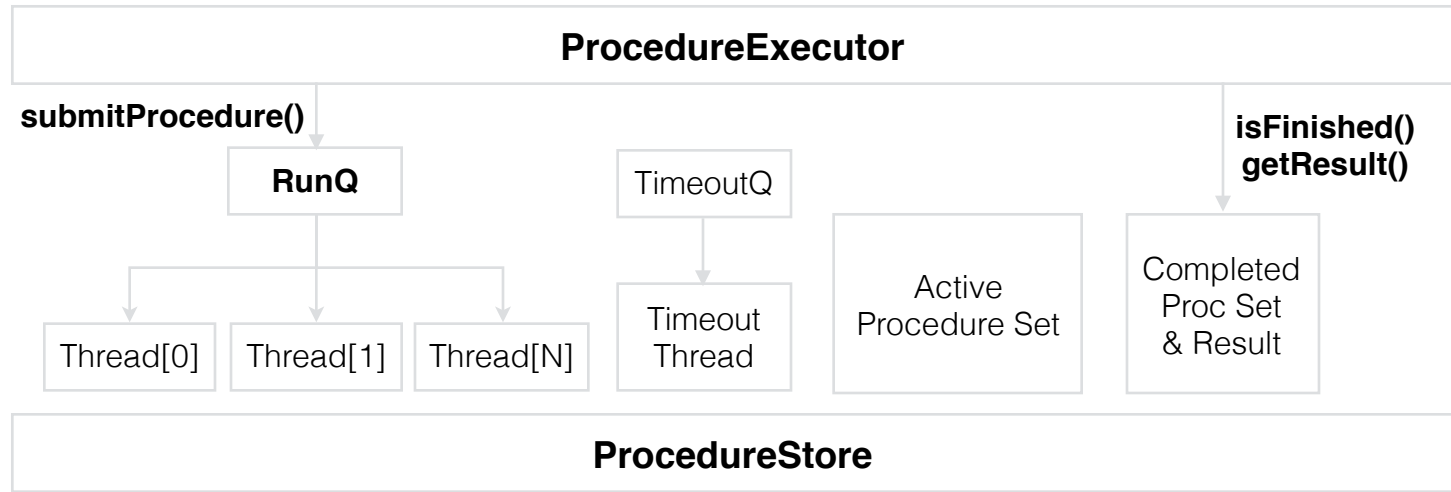 ProcedureExecutor
submitProcedure()
isFinished()
getResult()
RunQ
TimeoutQ
Thread[0]
Thread[1]
Thread[N]
Timeout
Thread
Active
Procedure Set
Completed
Proc Set
& Result
ProcedureStore